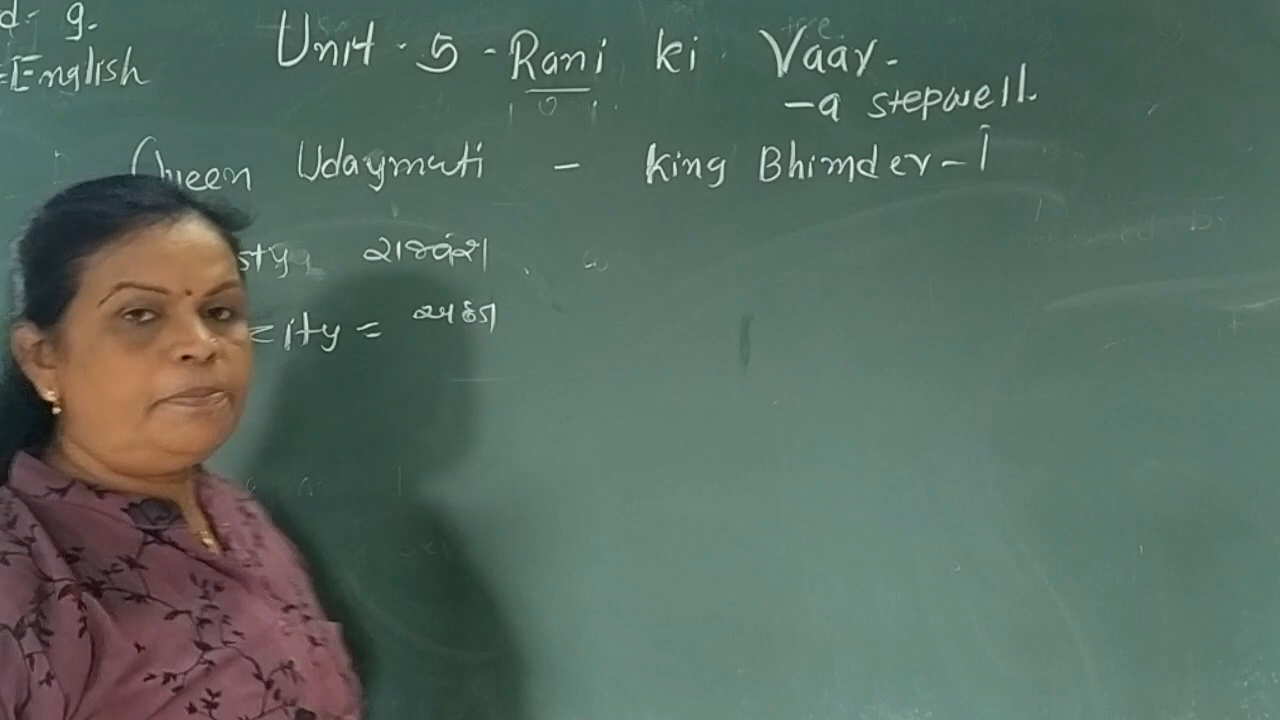 d- 9.
English
Unit - 5 - Rani ki Vaav -
- a stepwell.
Queen Udaymati - king Bhimdev - I
sty રાજવંશ
city =